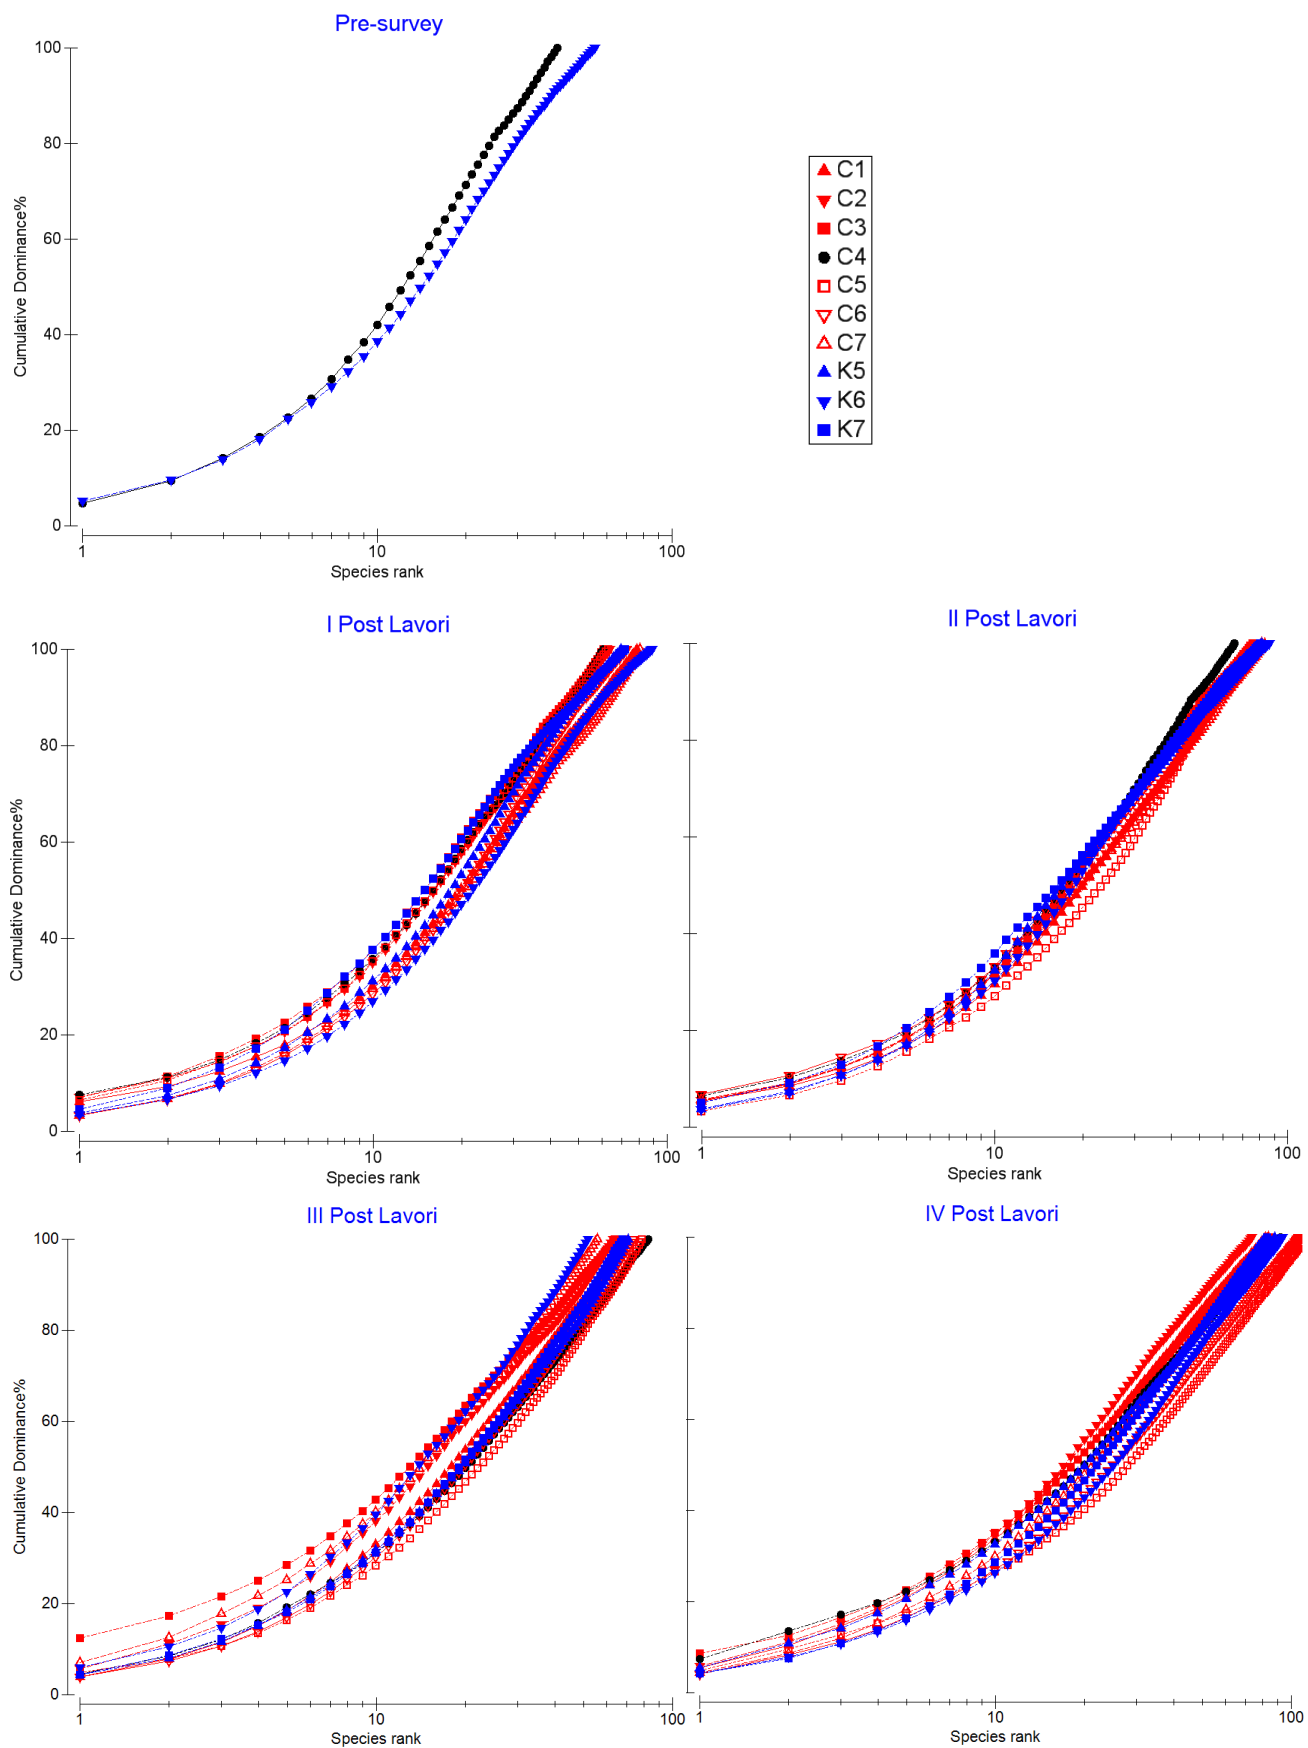 Pre-survey
100
80
60
40
20
0
Cumulative Dominance%
1 10 100
Species rank
C1
C2
C3
C4
C5
C6
C7
K5
K6
K7
I Post Lavori
100
80
60
40
20
0
Cumulative Dominance%
1 10 100
Species rank
II Post Lavori
1 10 100
Species rank
III Post Lavori
100
80
60
40
20
0
Cumulative Dominance%
1 10 100
Species rank
IV Post Lavori
1 10 100
Species rank